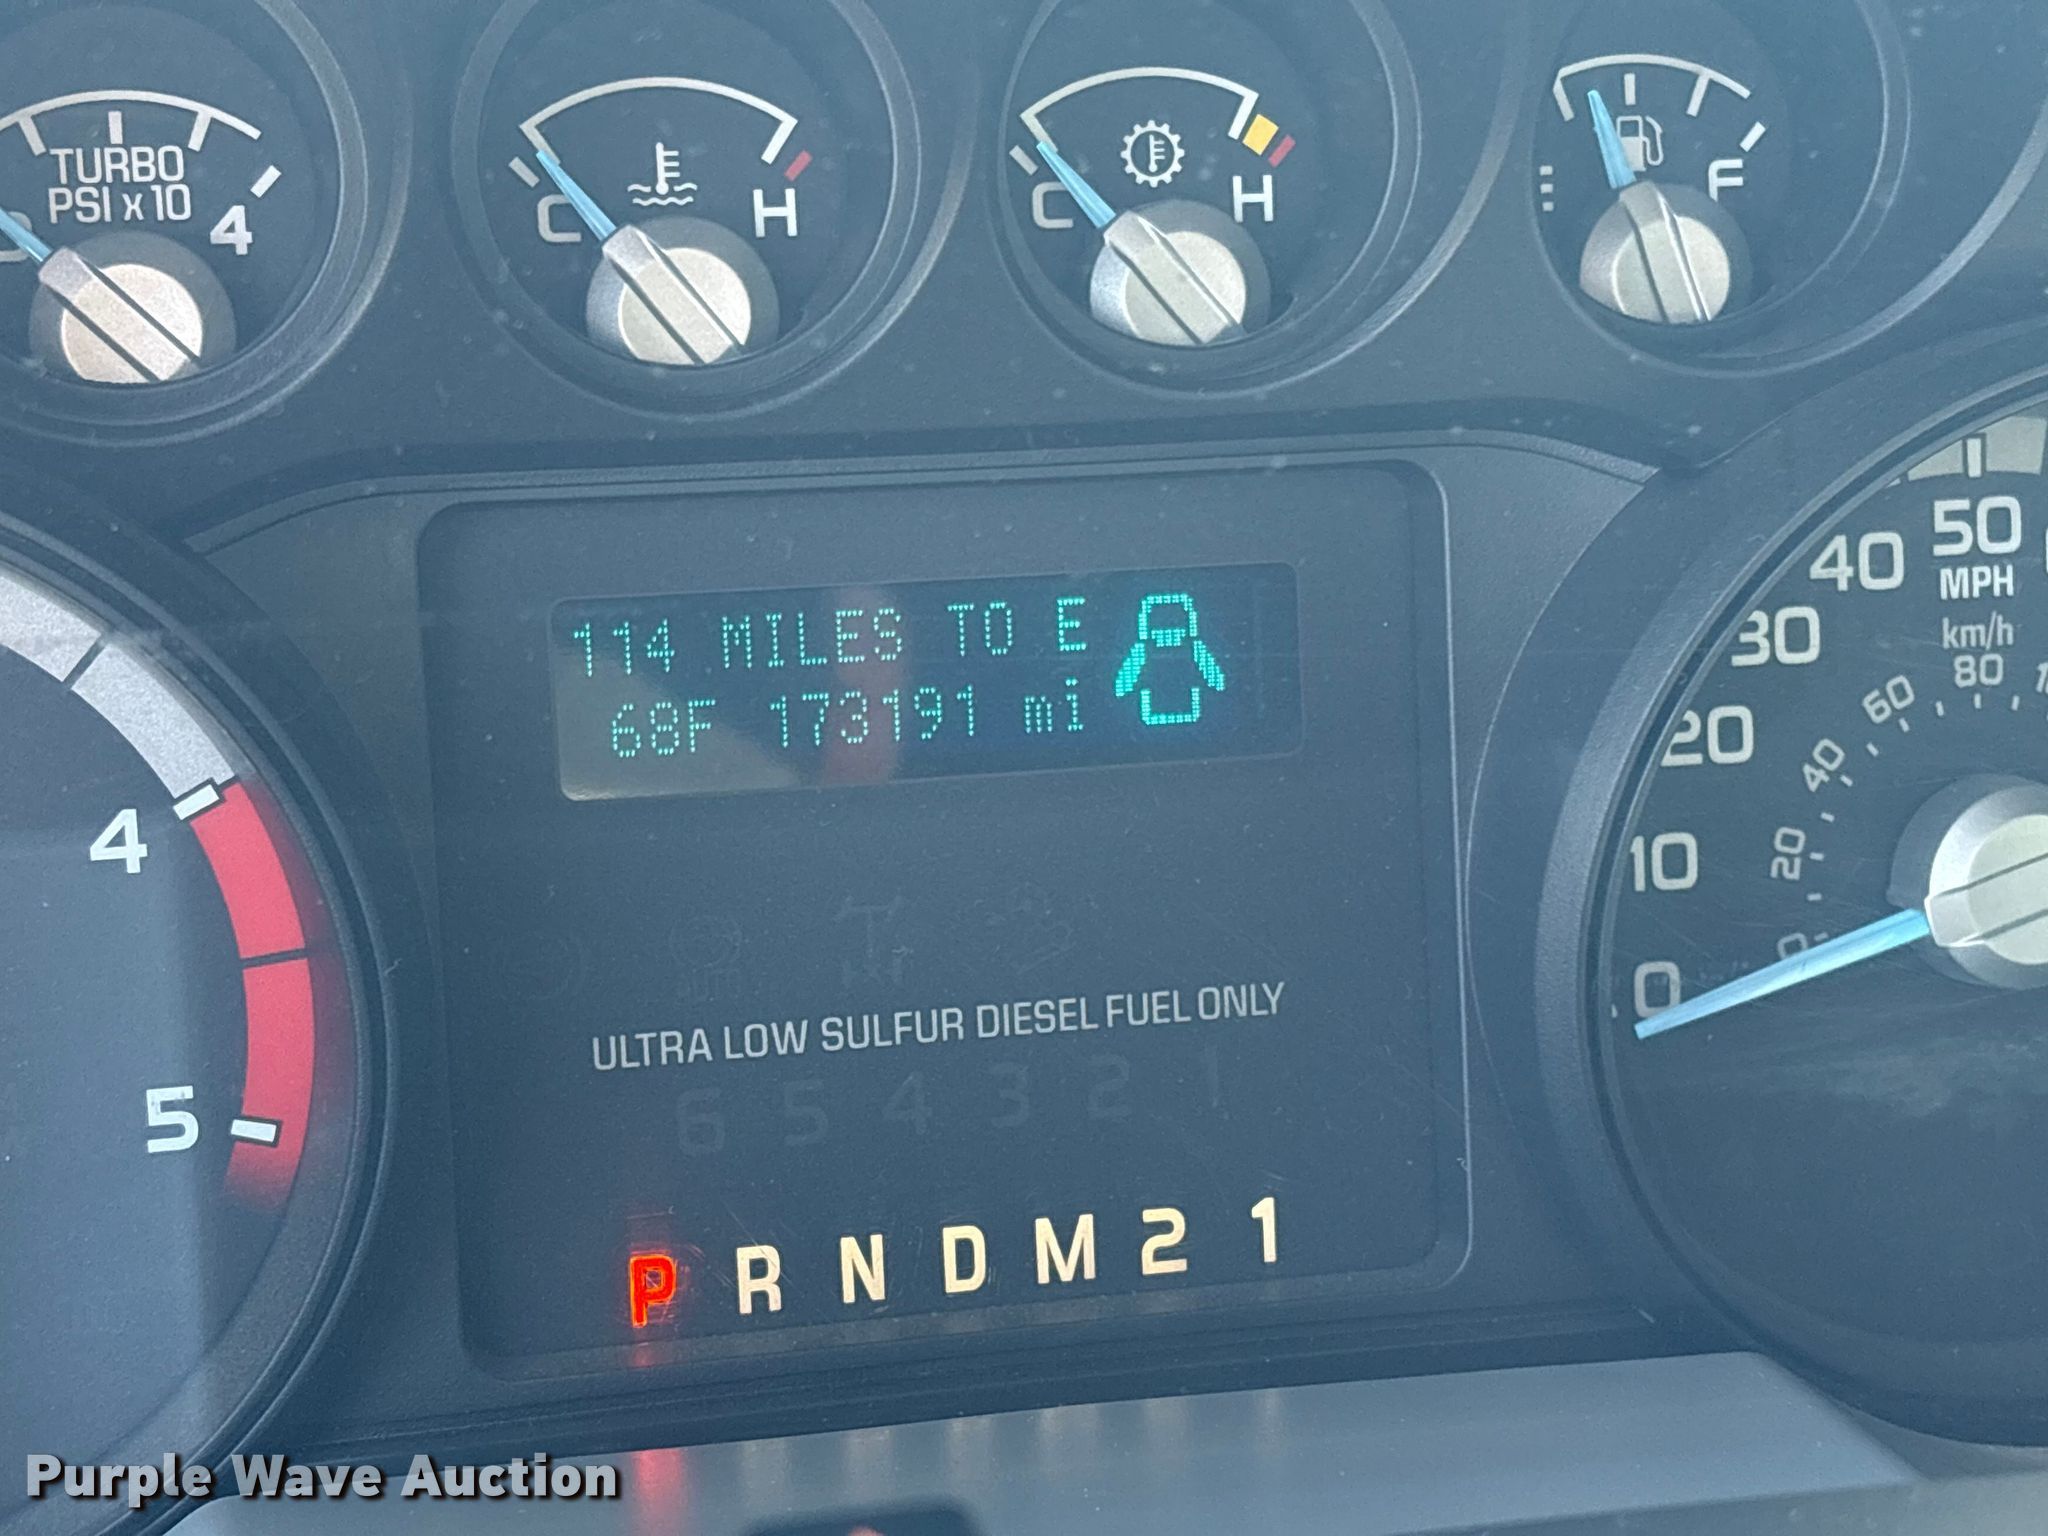 TURBO
PSI x 10
4
C
H
C
H
F
114 MILES TO E
68F 173191 mi
4
5
ULTRA LOW SULFUR DIESEL FUEL ONLY
6 5 4 3 2 1
P R N D M 2 1
50
MPH
40
30
20
10
0
km/h
80
60
40
20
0
Purple Wave Auction